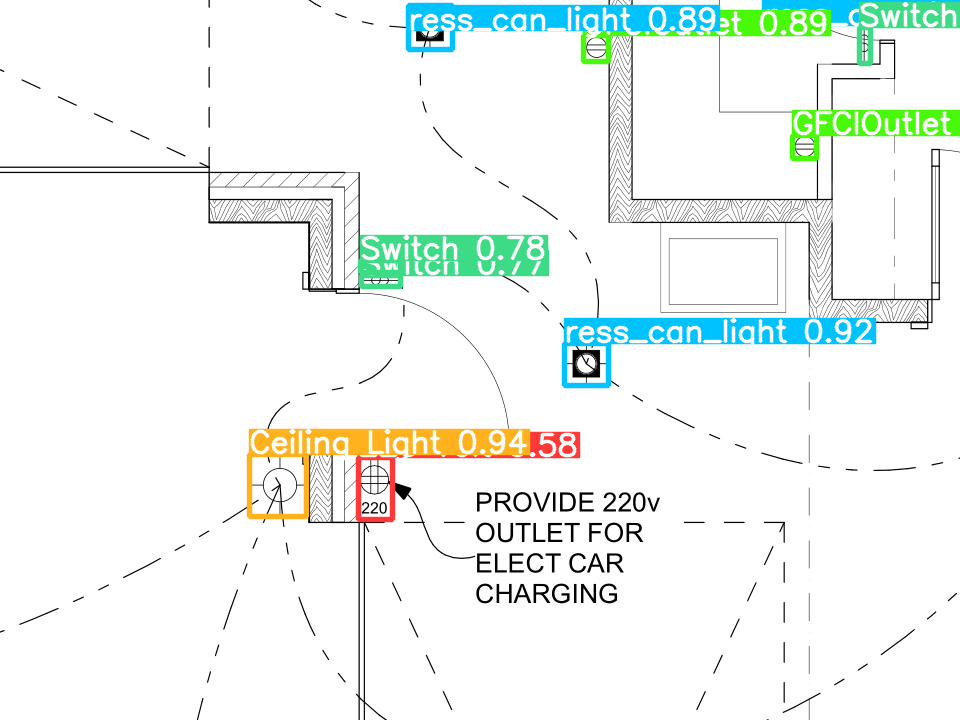 ress_can_light 0.89
et 0.89
Switch
GFCIOutlet
Switch 0.78
Switch 0.77
ress_can_light 0.92
Ceiling_Light 0.94
.58
220
PROVIDE 220v
OUTLET FOR
ELECT CAR
CHARGING